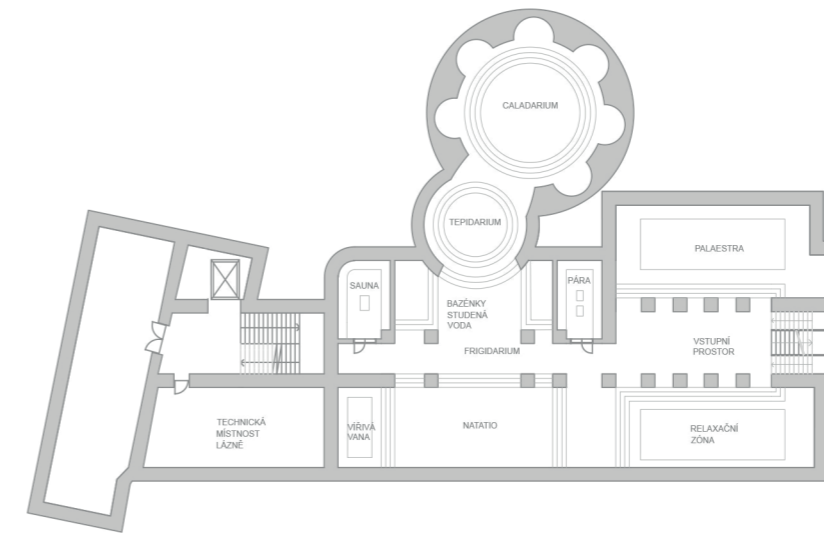 CALADARIUM
TEPIDARIUM
PALAESTRA
SAUNA
PÁRA
BAZÉNKY
STUDENÁ
VODA
FRIGIDARIUM
VSTUPNÍ
PROSTOR
TECHNICKÁ
MÍSTNOST
LÁZNĚ
VÍŘIVÁ
VANA
NATATIO
RELAXAČNÍ
ZÓNA